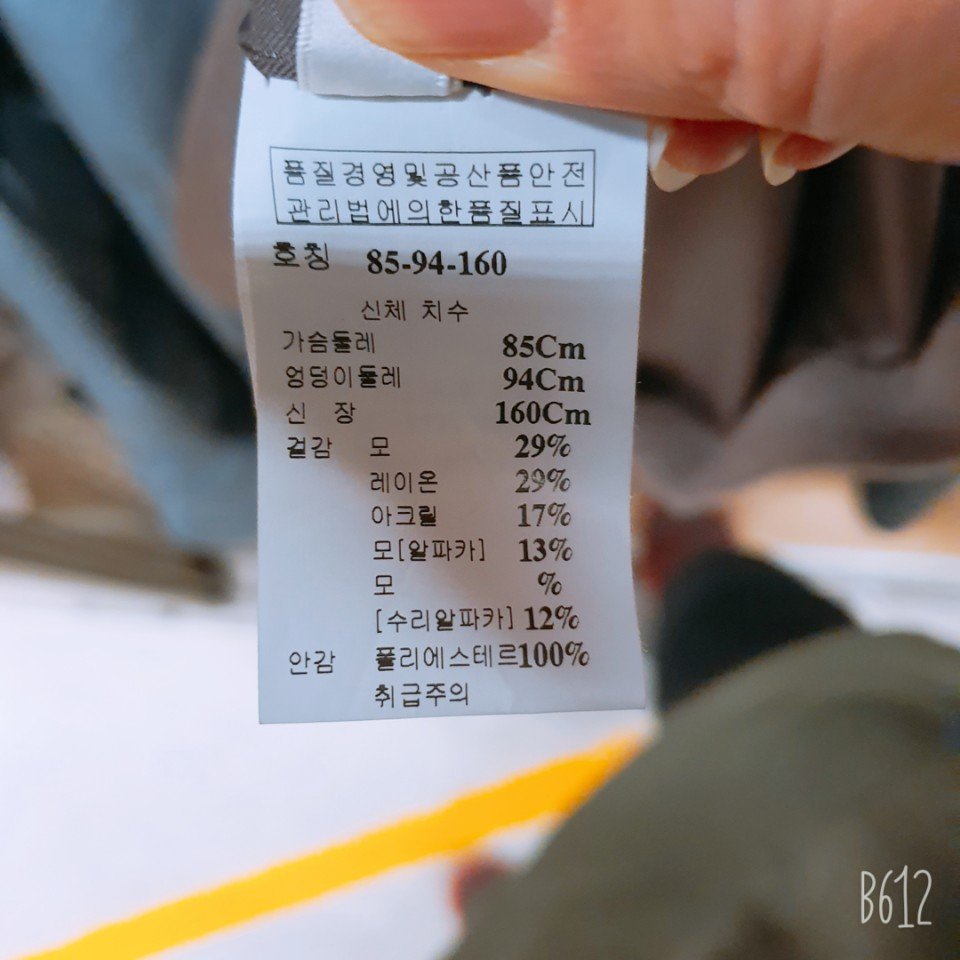 품질경영및공산품안전
관리법에의한품질표시
호칭 85-94-160
신체 치수
가슴둘레 85Cm
엉덩이둘레 94Cm
신 장 160Cm
겉감 모 29%
레이온 29%
아크릴 17%
모[알파카] 13%
모 %
[수리알파카] 12%
안감 폴리에스테르100%
취급주의
B612